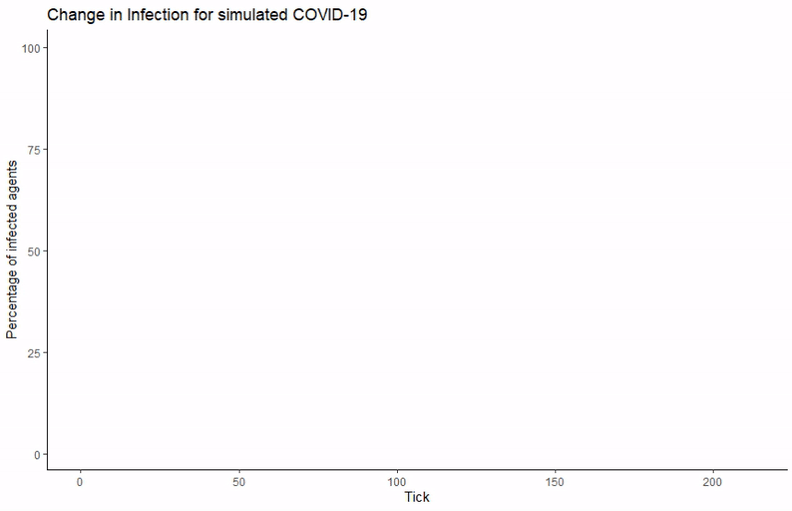 Change in Infection for simulated COVID-19
100
75
50
25
0
Percentage of infected agents
0 50 100 150 200
Tick